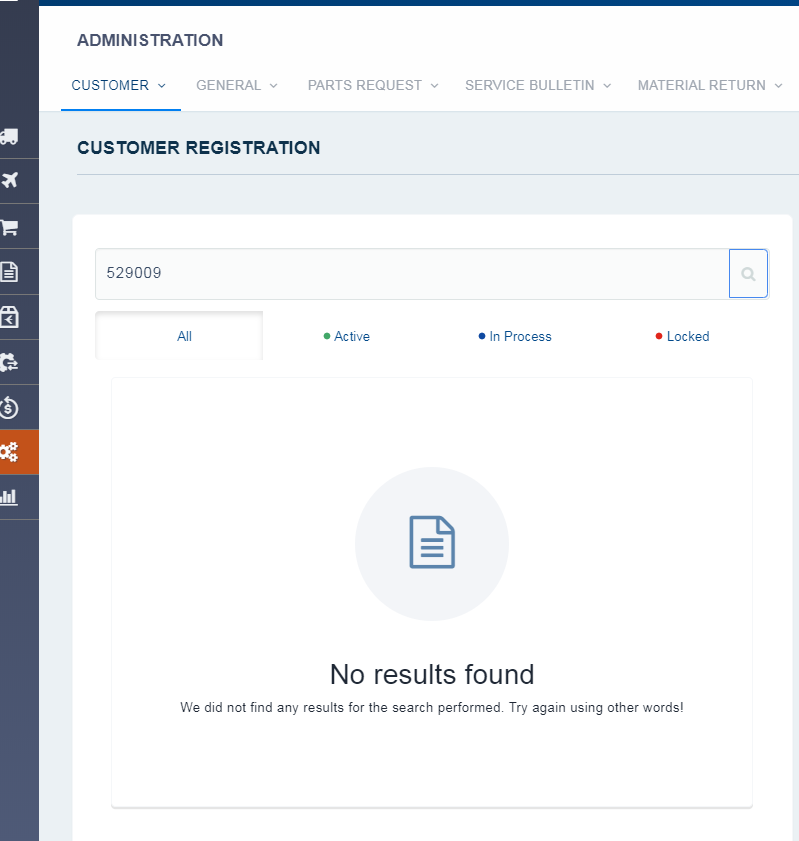 ADMINISTRATION
CUSTOMER GENERAL PARTS REQUEST SERVICE BULLETIN MATERIAL RETURN
CUSTOMER REGISTRATION
529009
All Active In Process Locked
No results found
We did not find any results for the search performed. Try again using other words!